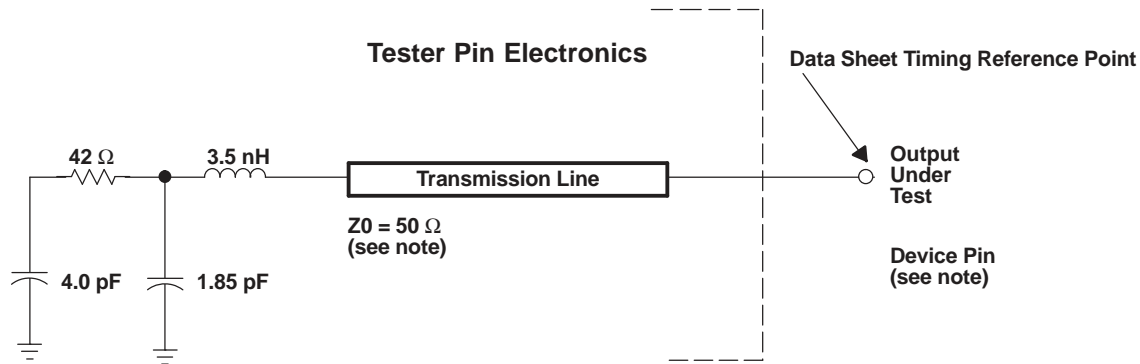 Tester Pin Electronics
Data Sheet Timing Reference Point
42 Ω
3.5 nH
Transmission Line
Output
Under
Test
Z0 = 50 Ω
(see note)
Device Pin
(see note)
4.0 pF
1.85 pF